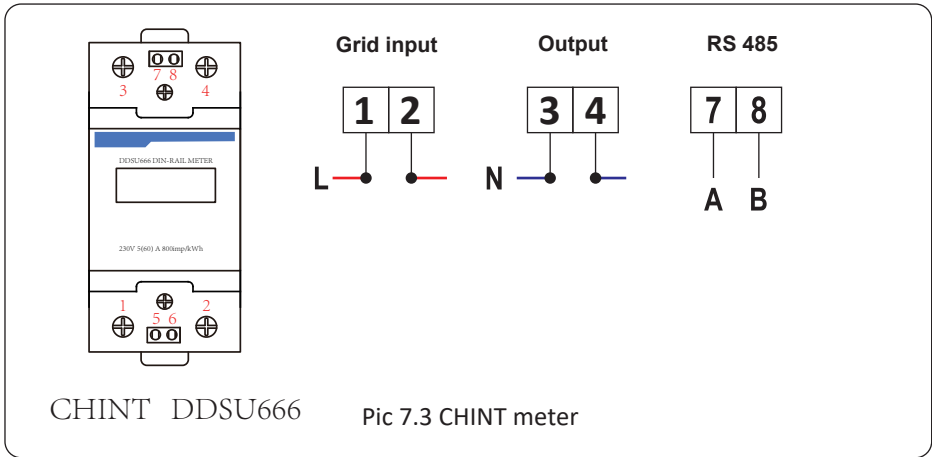 Grid input
Output
RS 485
7 8
3 4
1 2
3 4
7 8
DDSU666 DIN-RAIL METER
L
N
A B
230V 5(60) A 800imp/kWh
1 2
5 6
CHINT DDSU666
Pic 7.3 CHINT meter